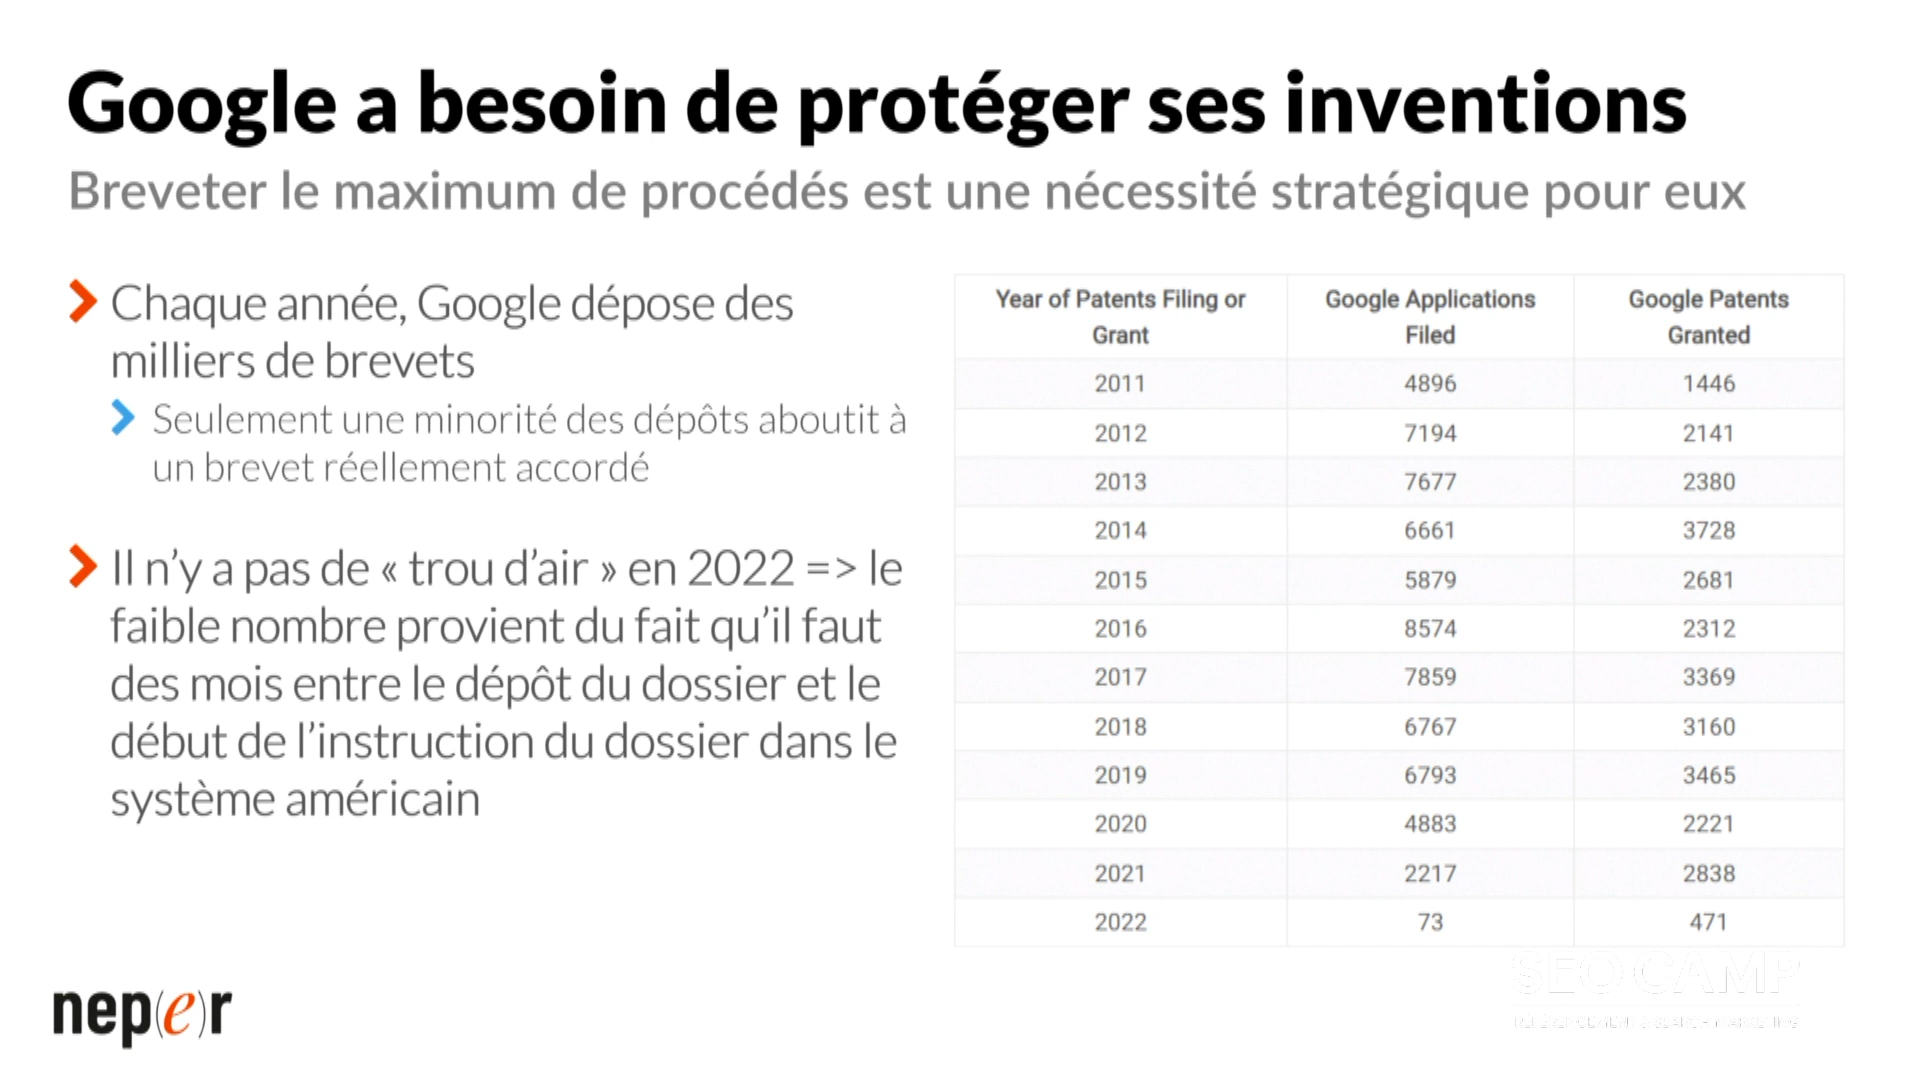 Google a besoin de protéger ses inventions
Breveter le maximum de procédés est une nécessité stratégique pour eux
Chaque année, Google dépose des
milliers de brevets
Seulement une minorité des dépôts aboutit à
un brevet réellement accordé
Il n’y a pas de « trou d’air » en 2022 => le
faible nombre provient du fait qu’il faut
des mois entre le dépôt du dossier et le
début de l’instruction du dossier dans le
système américain
Year of Patents Filing or Grant Google Applications Filed Google Patents Granted
2011 4896 1446
2012 7194 2141
2013 7677 2380
2014 6661 3728
2015 5879 2681
2016 8574 2312
2017 7859 3369
2018 6767 3160
2019 6793 3465
2020 4883 2221
2021 2217 2838
2022 73 471
nep(e)r
SEO CAMP